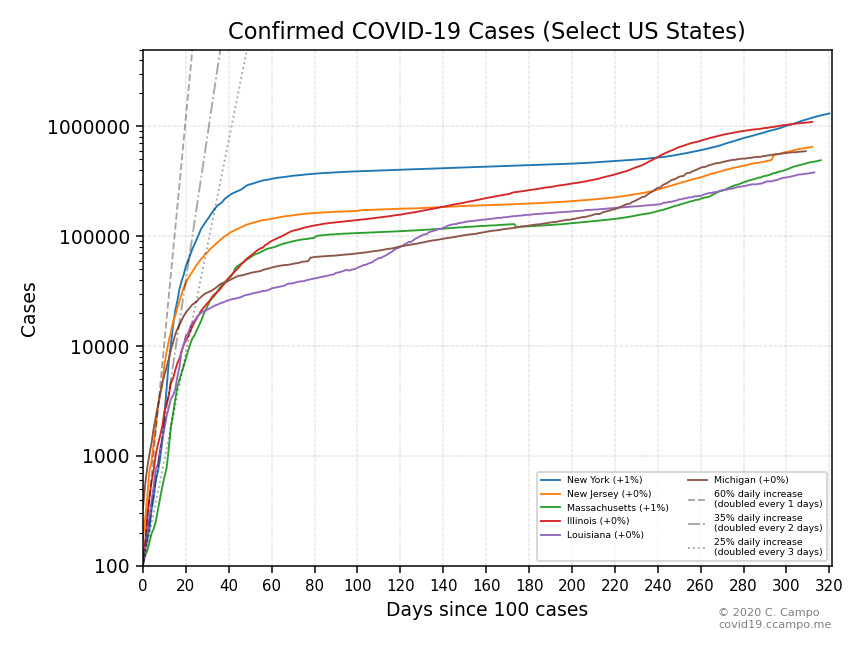 Confirmed COVID-19 Cases (Select US States)
1000000
100000
10000
1000
100
Cases
0 20 40 60 80 100 120 140 160 180 200 220 240 260 280 300 320
Days since 100 cases
New York (+1%)
New Jersey (+0%)
Massachusetts (+1%)
Illinois (+0%)
Louisiana (+0%)
Michigan (+0%)
60% daily increase
(doubled every 1 days)
35% daily increase
(doubled every 2 days)
25% daily increase
(doubled every 3 days)
© 2020 C. Campo
covid19.ccampo.me